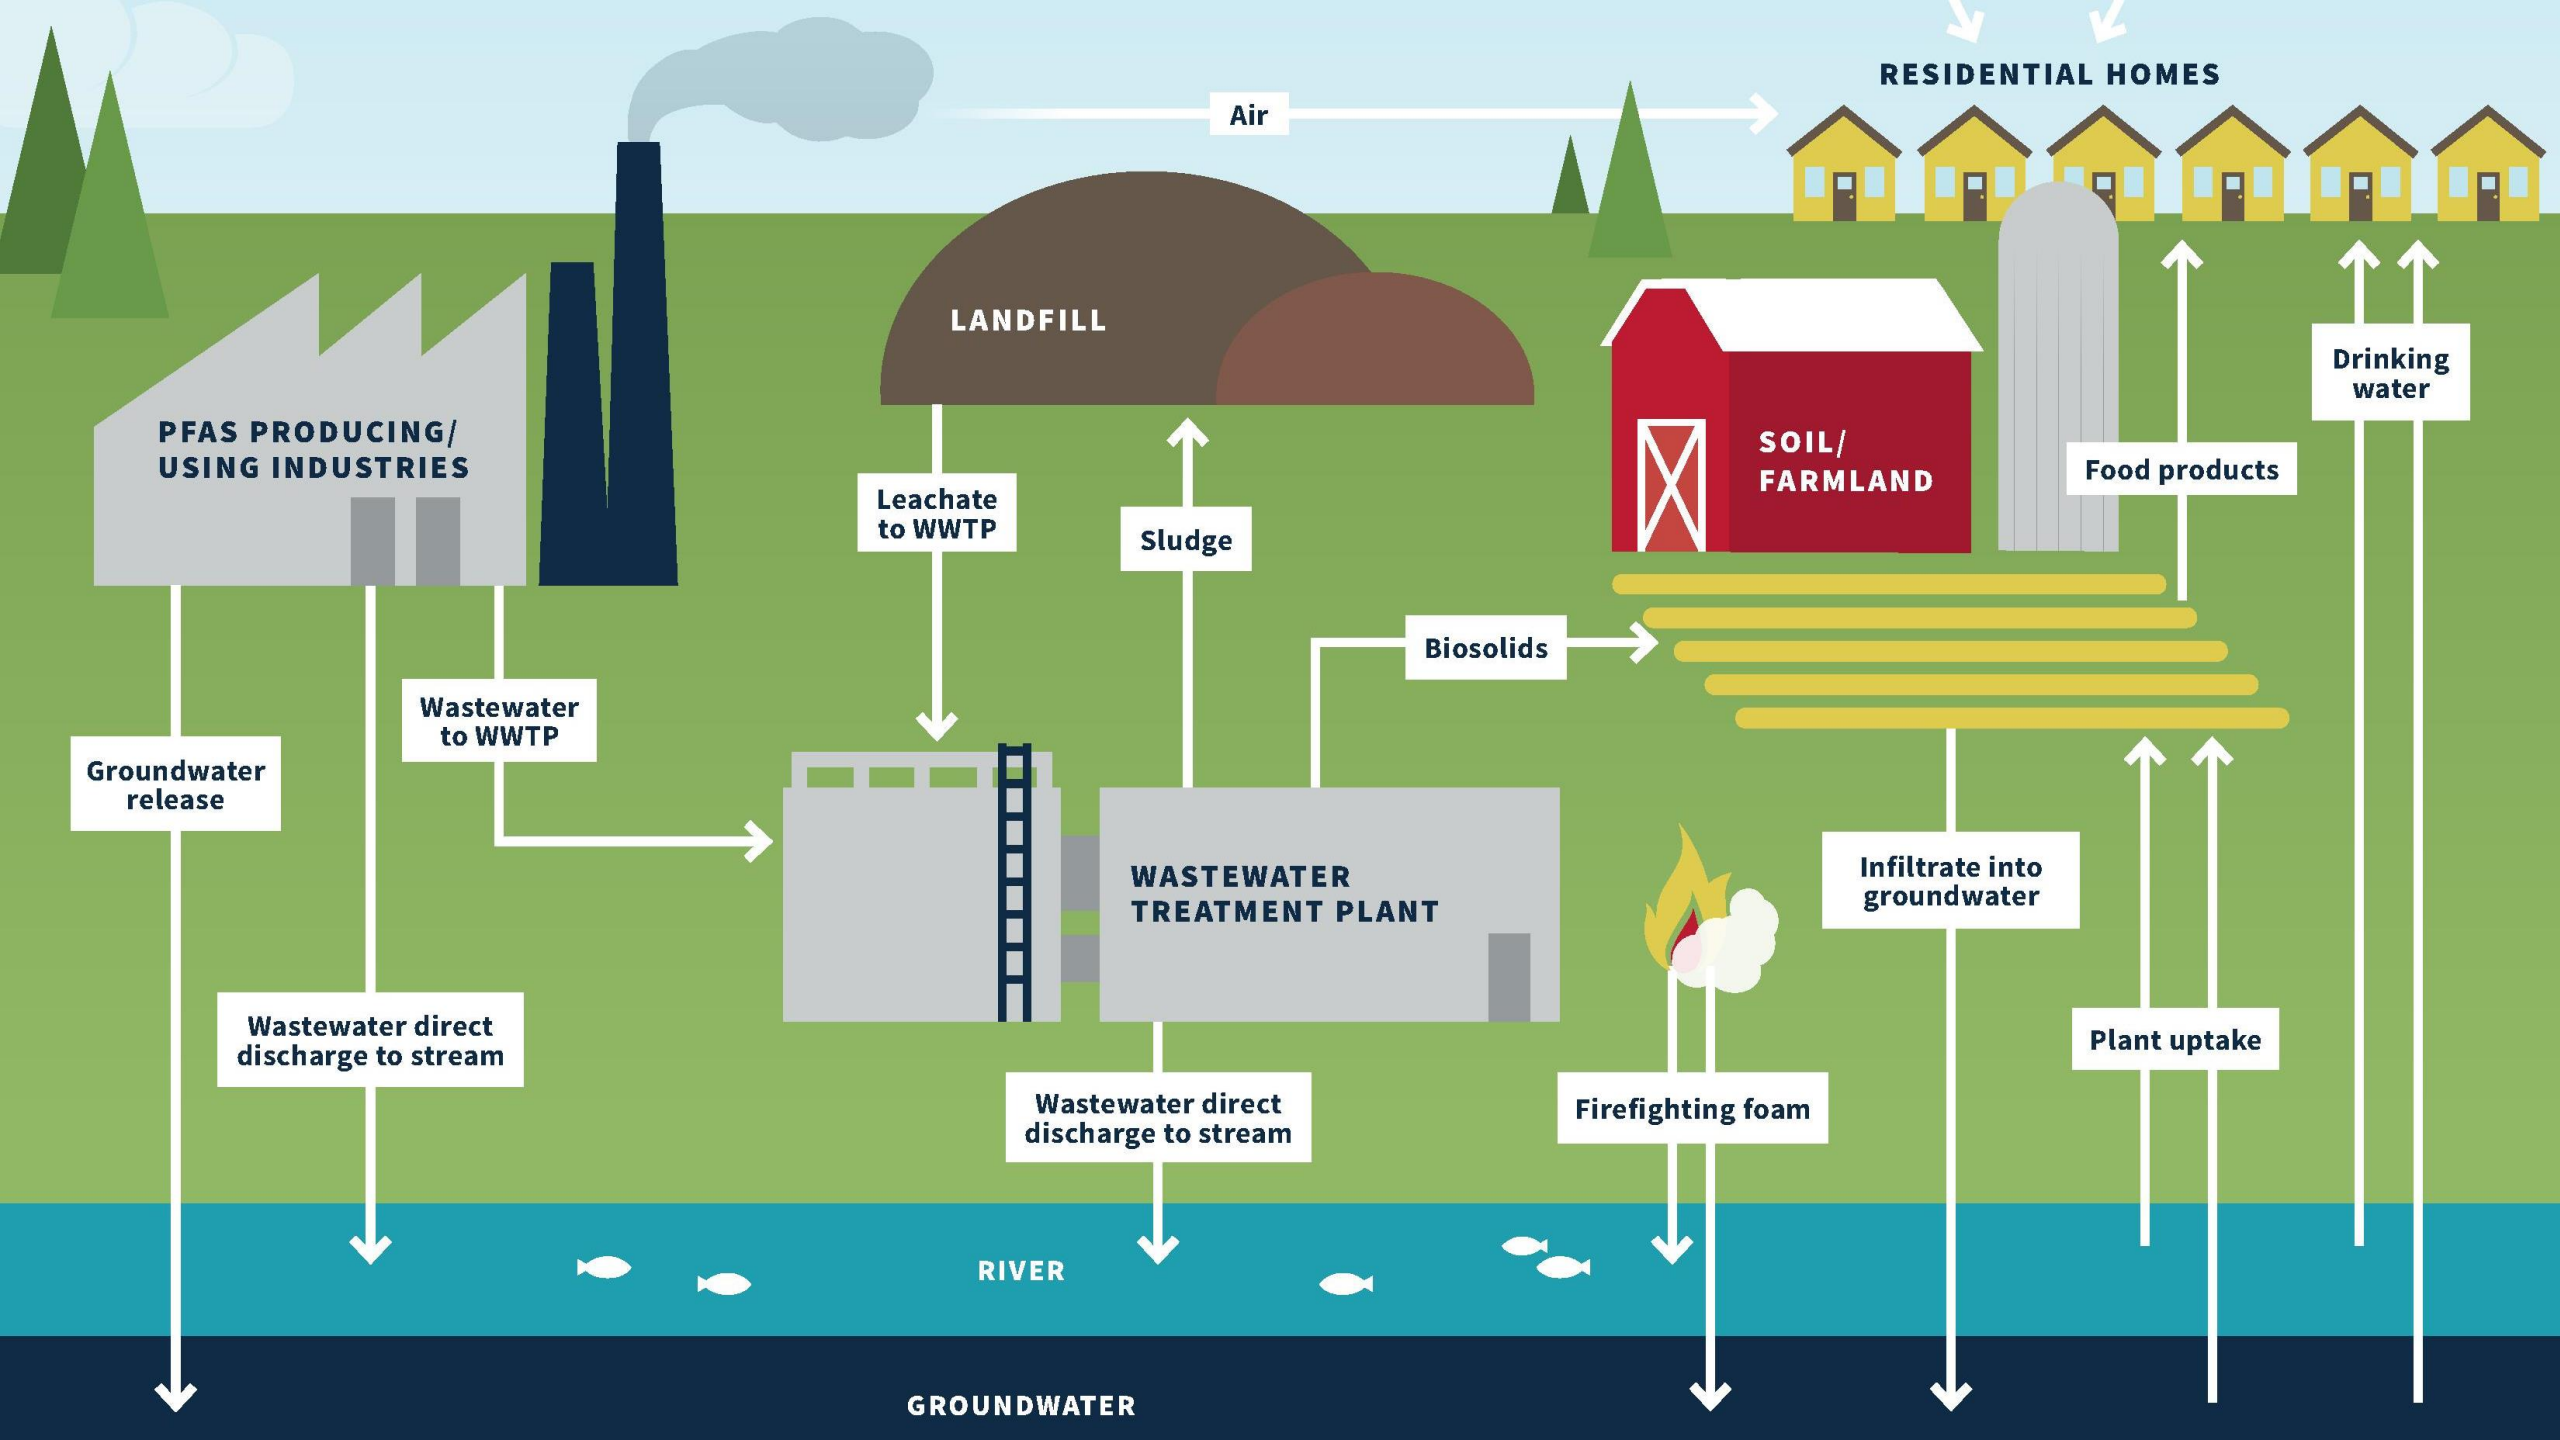 RESIDENTIAL HOMES
Air
LANDFILL
PFAS PRODUCING/
USING INDUSTRIES
SOIL/
FARMLAND
Drinking
water
Food products
Leachate
to WWTP
Sludge
Biosolids
Wastewater
to WWTP
Groundwater
release
WASTEWATER
TREATMENT PLANT
Infiltrate into
groundwater
Wastewater direct
discharge to stream
Plant uptake
Wastewater direct
discharge to stream
Firefighting foam
RIVER
GROUNDWATER